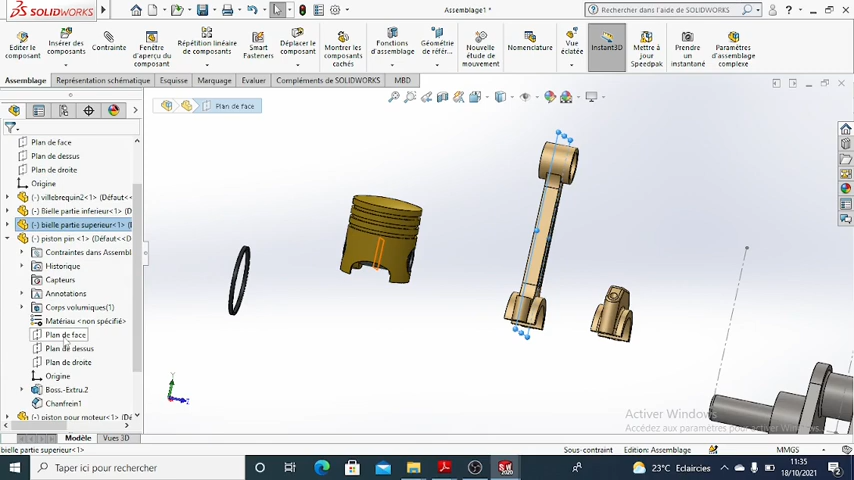 SOLIDWORKS
Assemblage1 *
Rechercher dans l'aide de SOLIDWORKS
Editer le composant
Insérer des composants
Contrainte
Fenêtre d'aperçu du composant
Répétition linéaire de composants
Smart Fasteners
Déplacer le composant
Montrer les composants cachés
Fonctions d'assemblage
Géométrie de référ...
Nouvelle étude de mouvement
Nomenclature
Vue éclatée
Instant3D
Mettre à jour Speedpak
Prendre un instantané
Paramètres d'assemblage complexe
Assemblage
Représentation schématique
Esquisse
Marquage
Evaluer
Compléments de SOLIDWORKS
MBD
Plan de face
Plan de face
Plan de dessus
Plan de droite
Origine
(-) villebrequin2<1> (Défaut<<D
(-) Bielle partie inferieur<1> (D
(-) bielle partie superieur<1> (D
(-) piston pin <1> (Défaut<<D
Contraintes dans Assembl
Historique
Capteurs
Annotations
Corps volumiques(1)
Matériau <non spécifié>
Plan de face
Plan de dessus
Plan de droite
Origine
Boss.-Extru.2
Chanfrein1
(-) piston pour moteur<1> (Dé
Y
Z
Activer Windows
Accédez aux paramètres pour activer Windows.
Modèle
Vues 3D
bielle partie superieur<1>
Sous-contraint
Edition: Assemblage
MMGS
Taper ici pour rechercher
23°C Eclaircies
11:35
18/10/2021